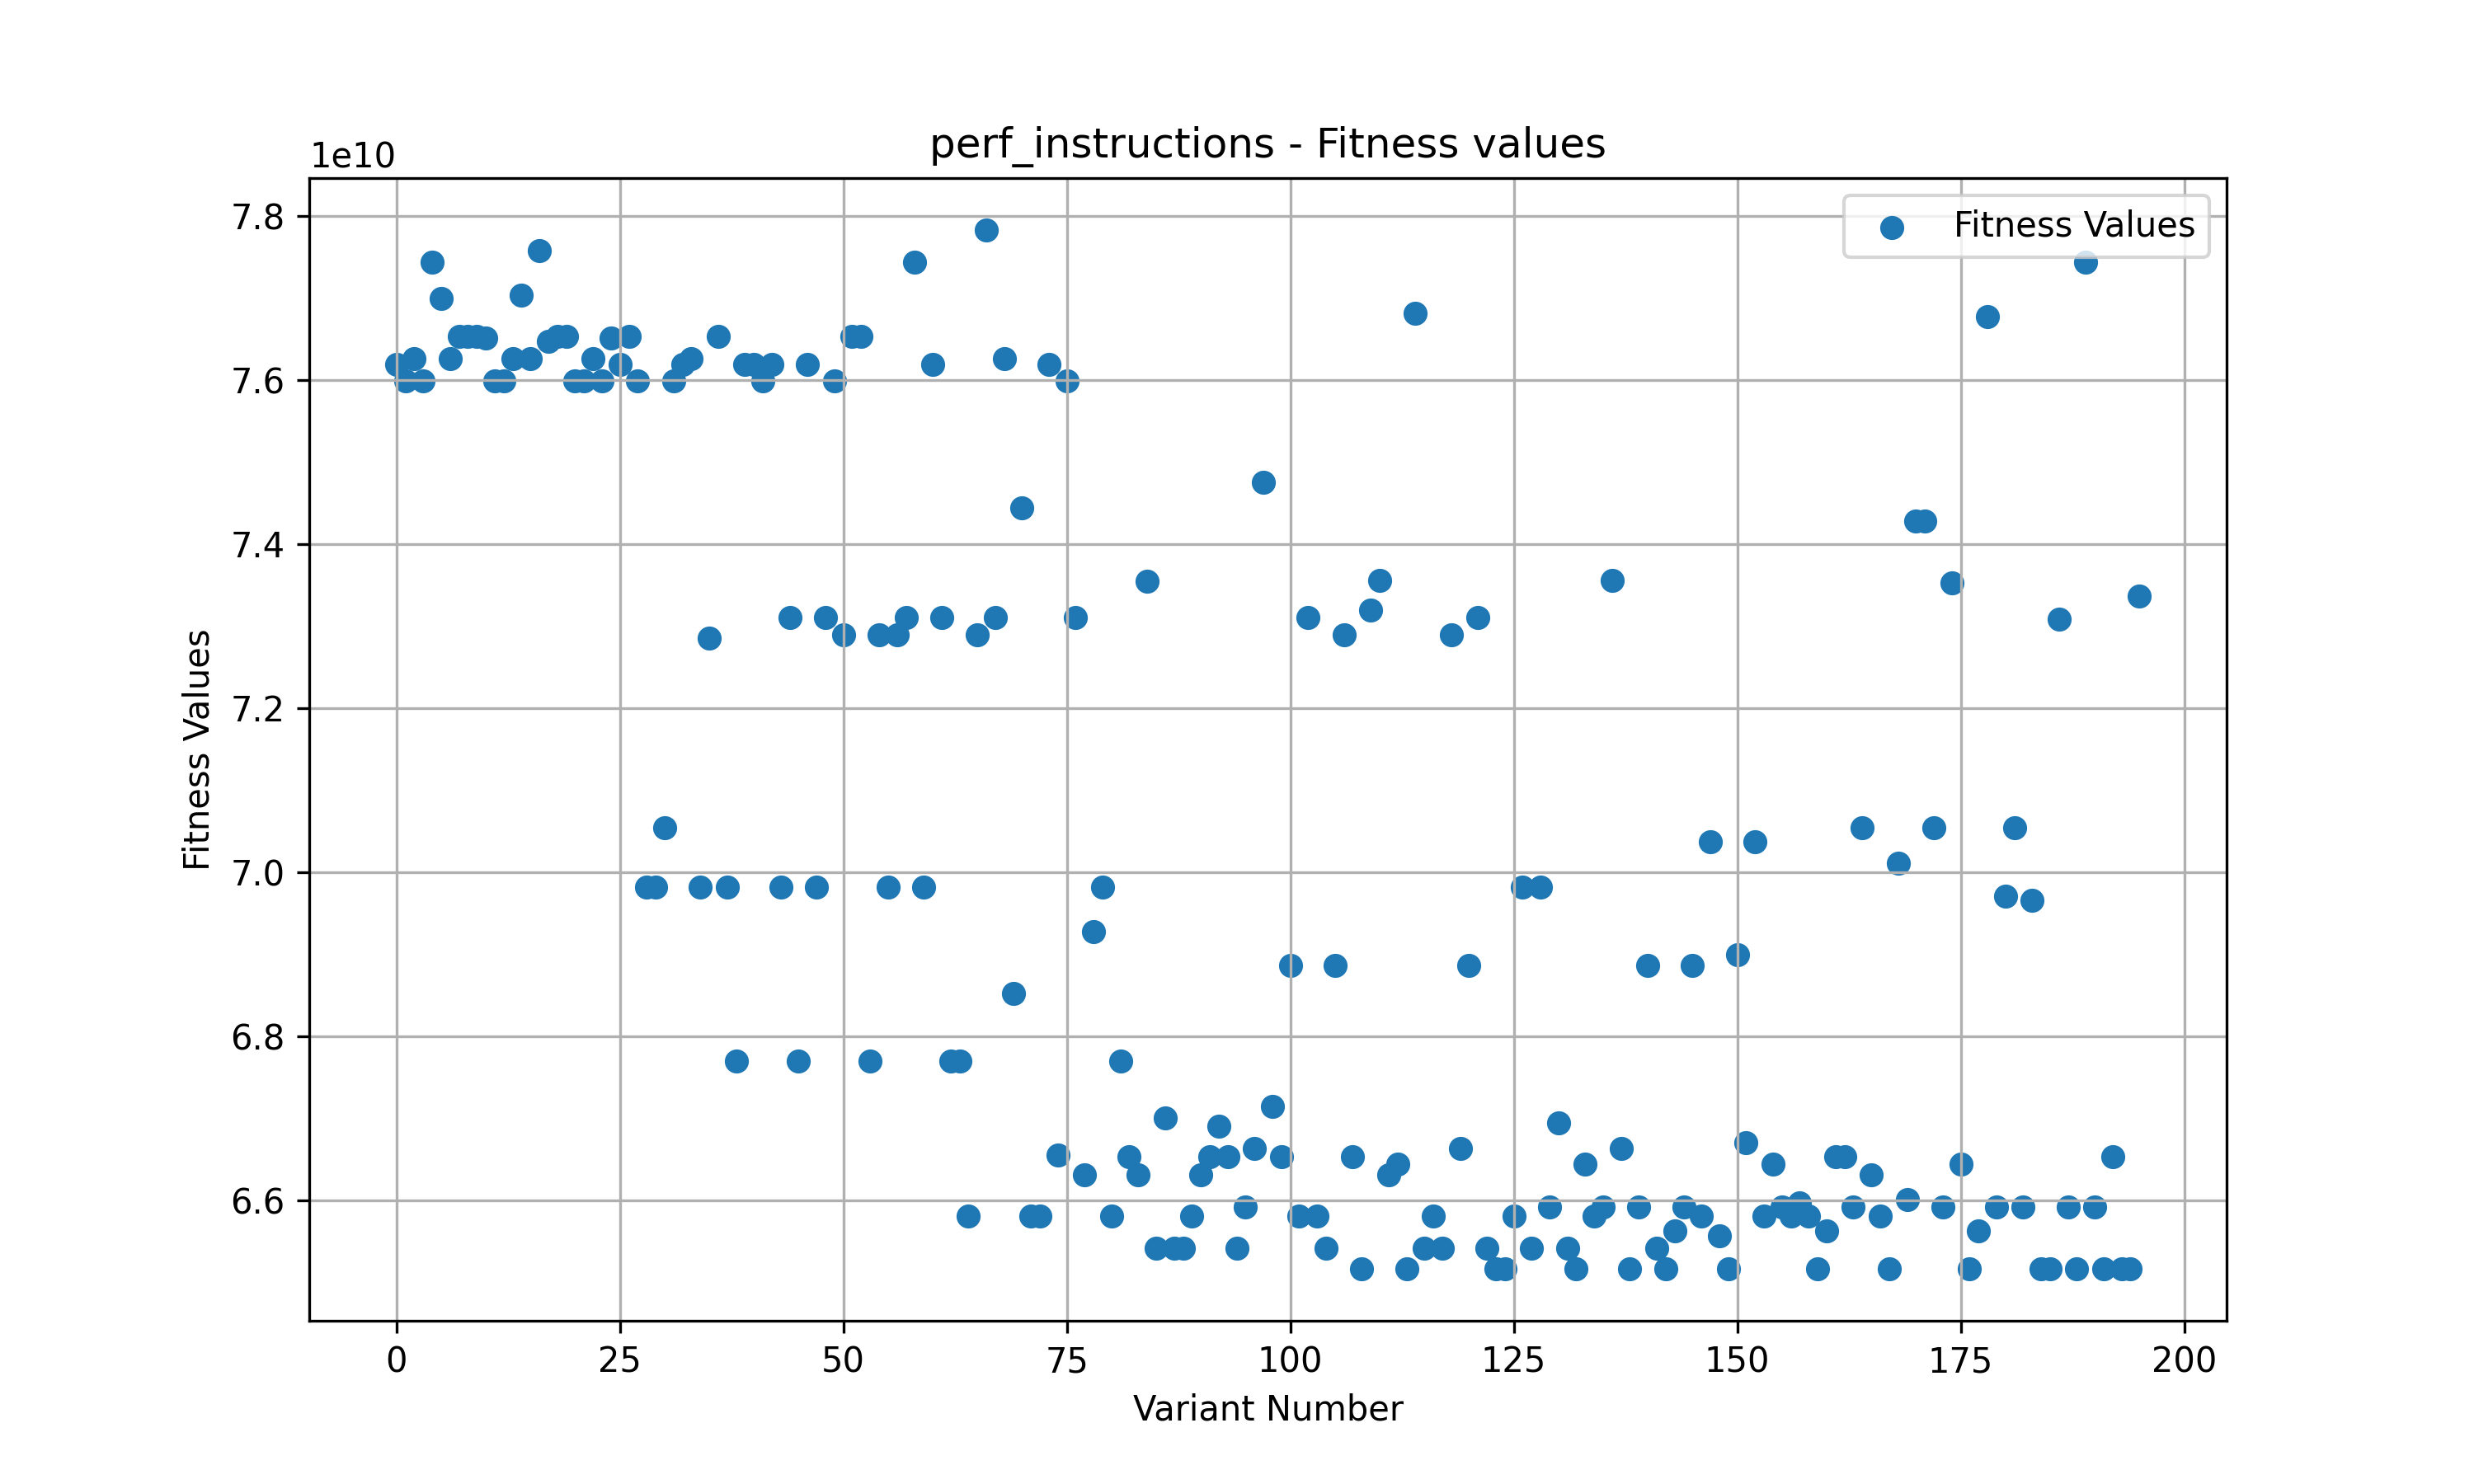 perf_instructions - Fitness values
1e10
Fitness Values
7.8
7.6
7.4
7.2
7.0
6.8
6.6
Fitness Values
0 25 50 75 100 125 150 175 200
Variant Number